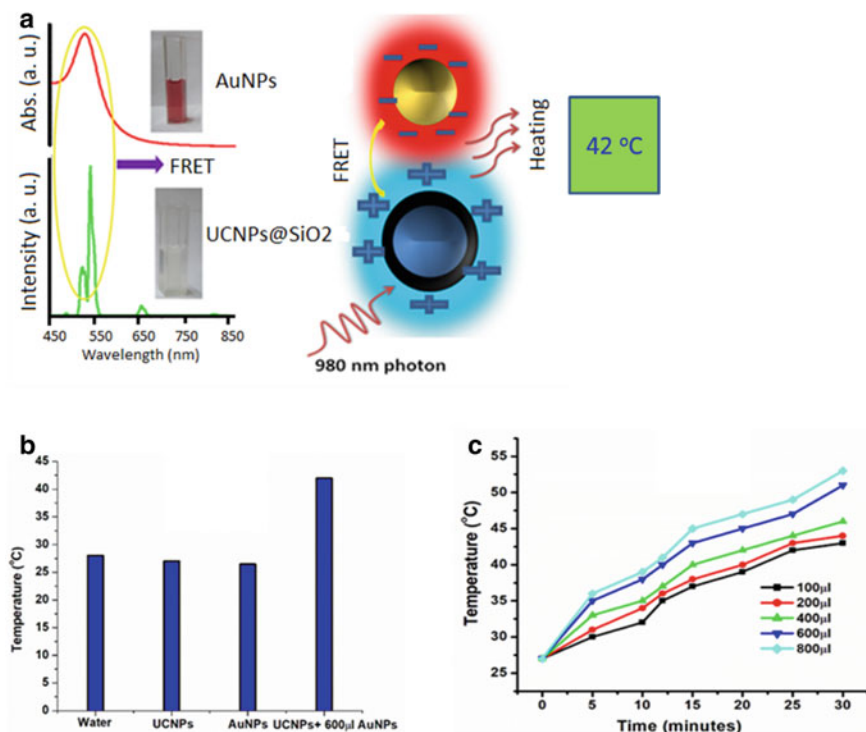 a
Abs. (a. u.)
AuNPs
FRET
Intensity (a. u.)
UCNPs@SiO2
450 550 650 750 850
Wavelength (nm)
FRET
Heating
42 °C
980 nm photon
b
Temperature (°C)
45
40
35
30
25
20
15
10
5
0
Water UCNPs AuNPs UCNPs+ 600µl AuNPs
c
Temperature (°C)
55
50
45
40
35
30
25
100µl
200µl
400µl
600µl
800µl
0 5 10 15 20 25 30
Time (minutes)